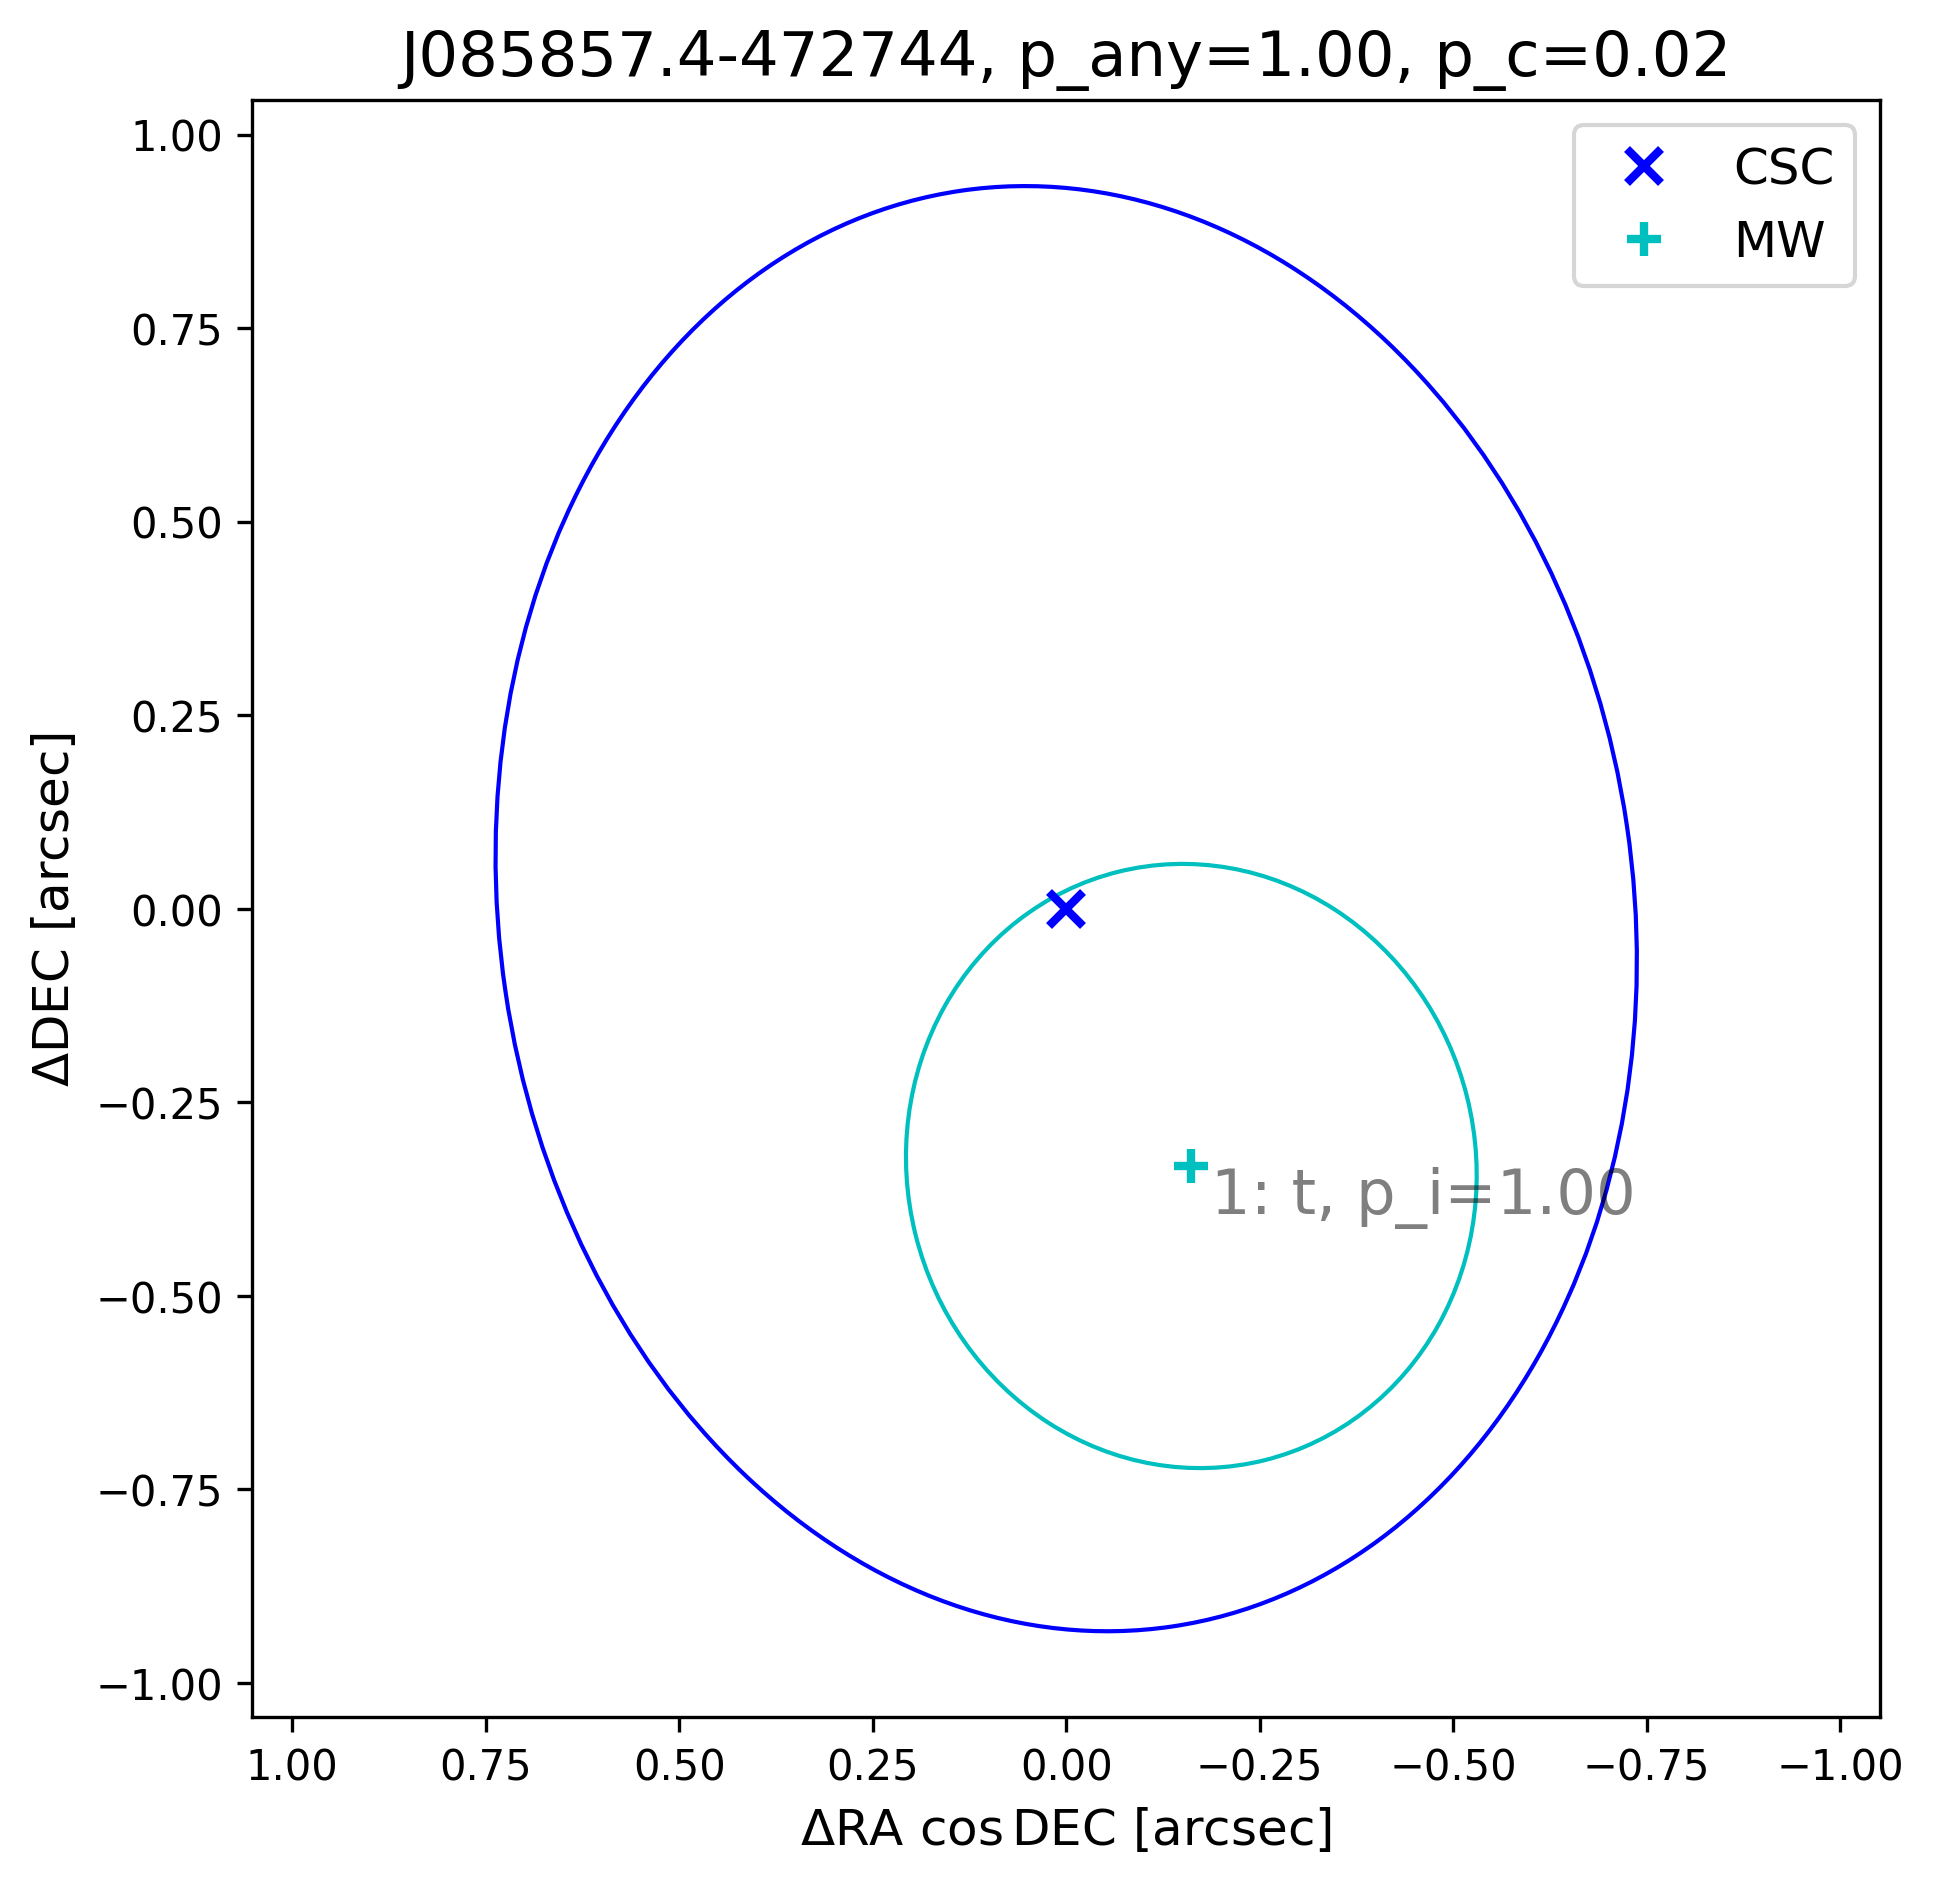 J085857.4-472744, p_any=1.00, p_c=0.02
CSC
MW
1.00
0.75
0.50
0.25
0.00
−0.25
−0.50
−0.75
−1.00
ΔDEC [arcsec]
1: t, p_i=1.00
1.00 0.75 0.50 0.25 0.00 −0.25 −0.50 −0.75 −1.00
ΔRA cos DEC [arcsec]